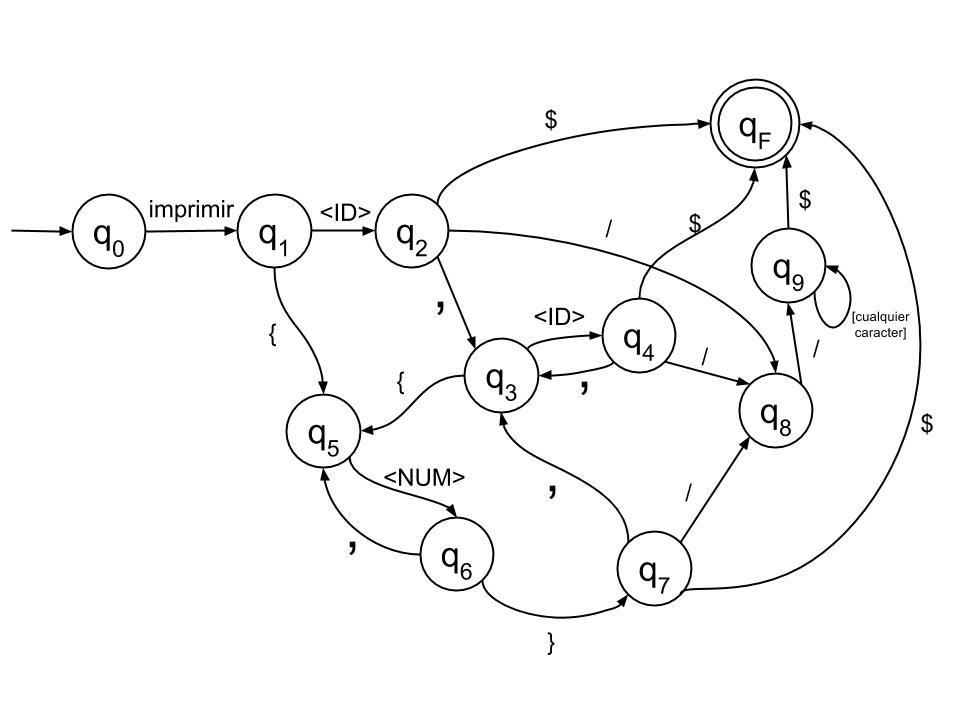 $
qF
imprimir
<ID>
$
$
q0
q1
q2
/
q9
,
{
<ID>
[cualquier
caracter]
q4
/
/
q3
,
{
q8
$
q5
<NUM>
,
/
,
q6
q7
}